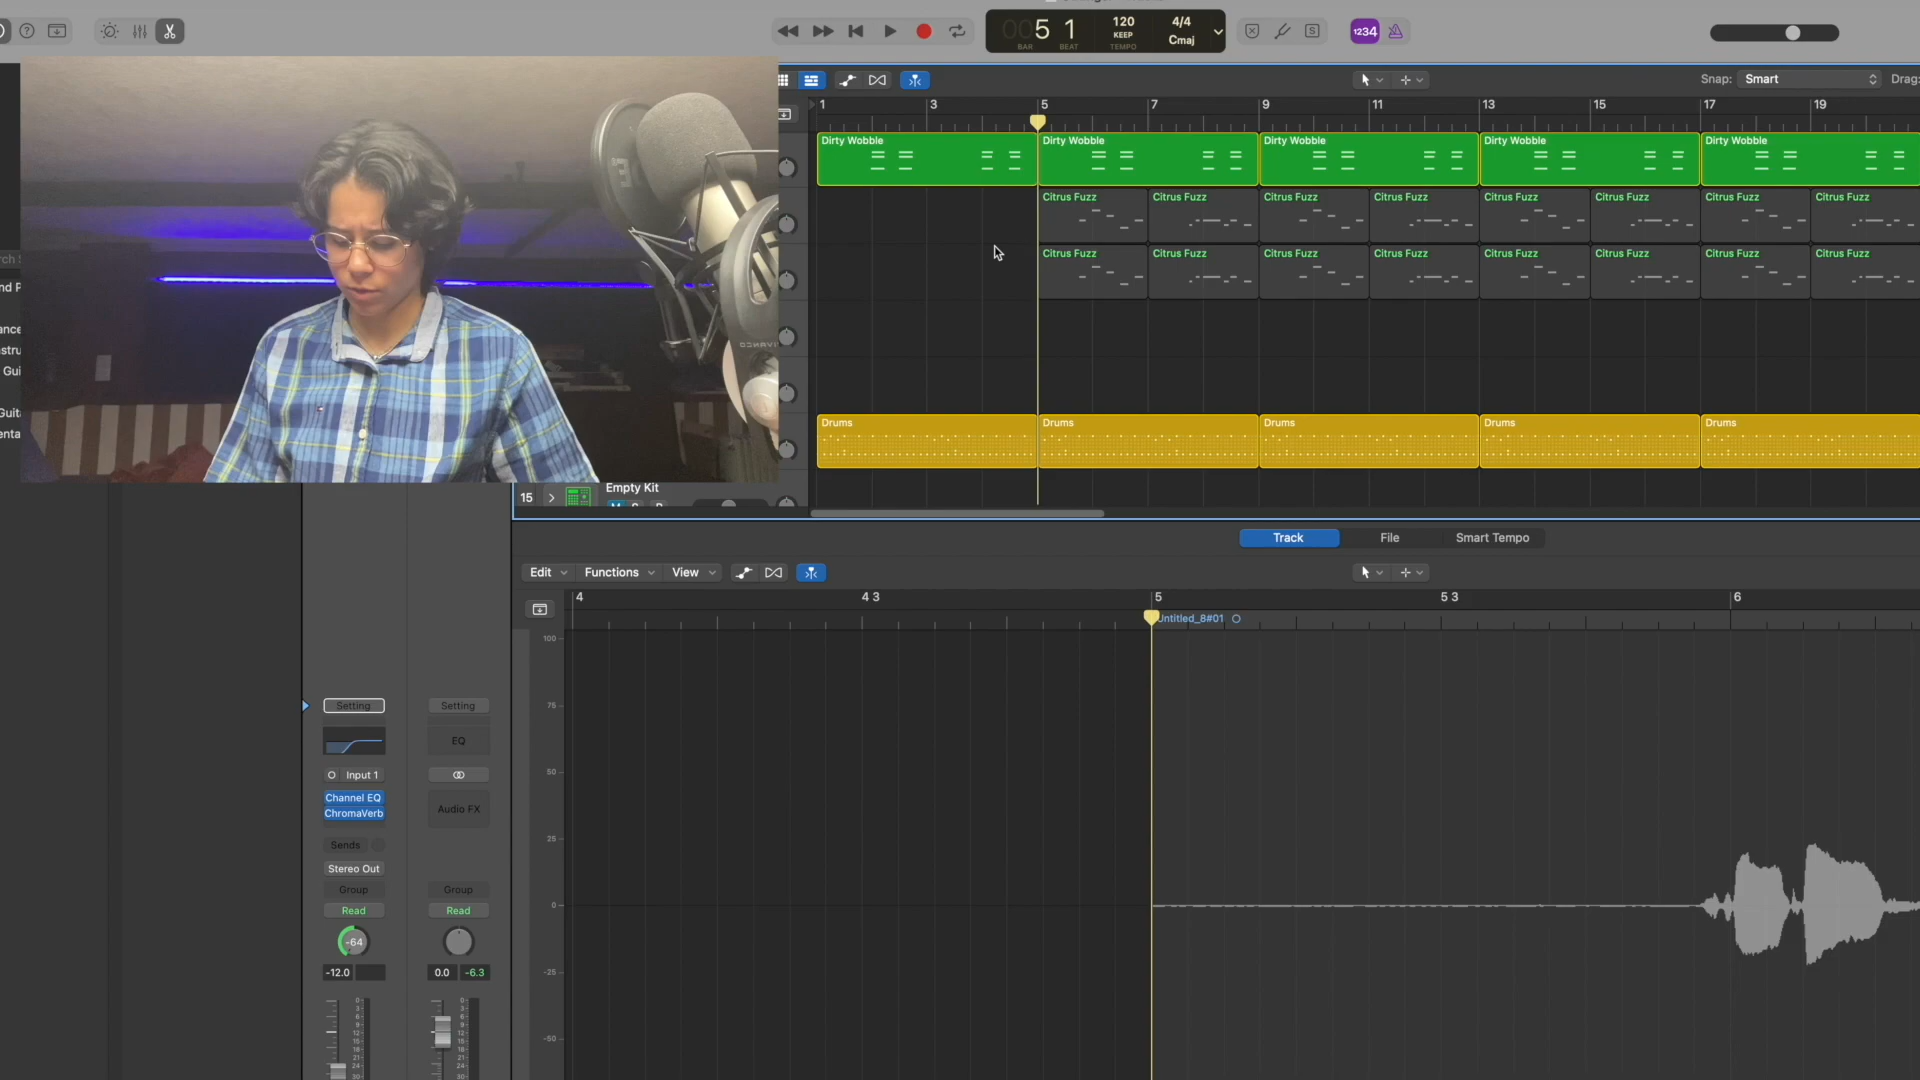 5 1
BAR
BEAT
120
KEEP
TEMPO
4/4
Cmaj
S
1234
Snap: Smart
Drag:
1 3 5 7 9 11 13 15 17 19
Dirty Wobble Dirty Wobble Dirty Wobble Dirty Wobble Dirty Wobble
Citrus Fuzz Citrus Fuzz Citrus Fuzz Citrus Fuzz Citrus Fuzz Citrus Fuzz Citrus Fuzz Citrus Fuzz
Citrus Fuzz Citrus Fuzz Citrus Fuzz Citrus Fuzz Citrus Fuzz Citrus Fuzz Citrus Fuzz Citrus Fuzz
Drums Drums Drums Drums Drums
15 Empty Kit
Track File Smart Tempo
Edit Functions View
4 4 3 5 5 3 6
Untitled_8#01
100
75
50
25
0
-25
-50
Setting Setting
EQ
Input 1
Channel EQ
ChromaVerb
Audio FX
Sends
Stereo Out
Group Group
Read Read
-64
-12.0 0.0 -6.3